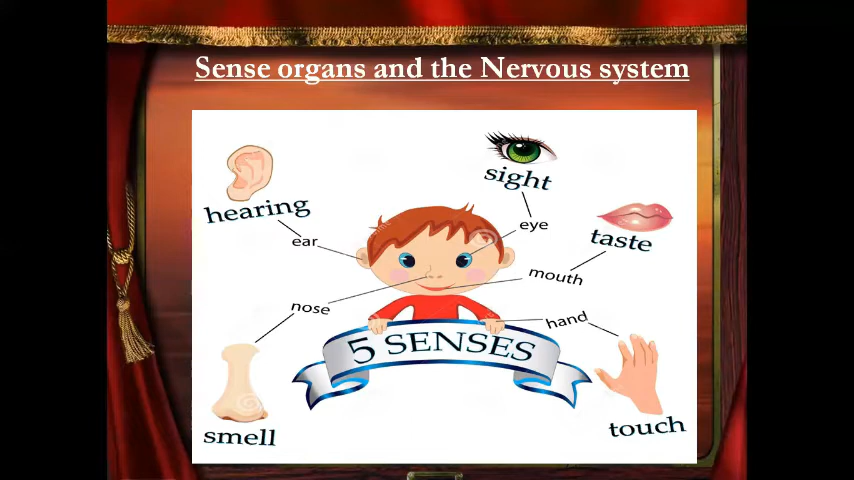 Sense organs and the Nervous system
hearing
sight
ear
eye
taste
mouth
nose
hand
5 SENSES
smell
touch